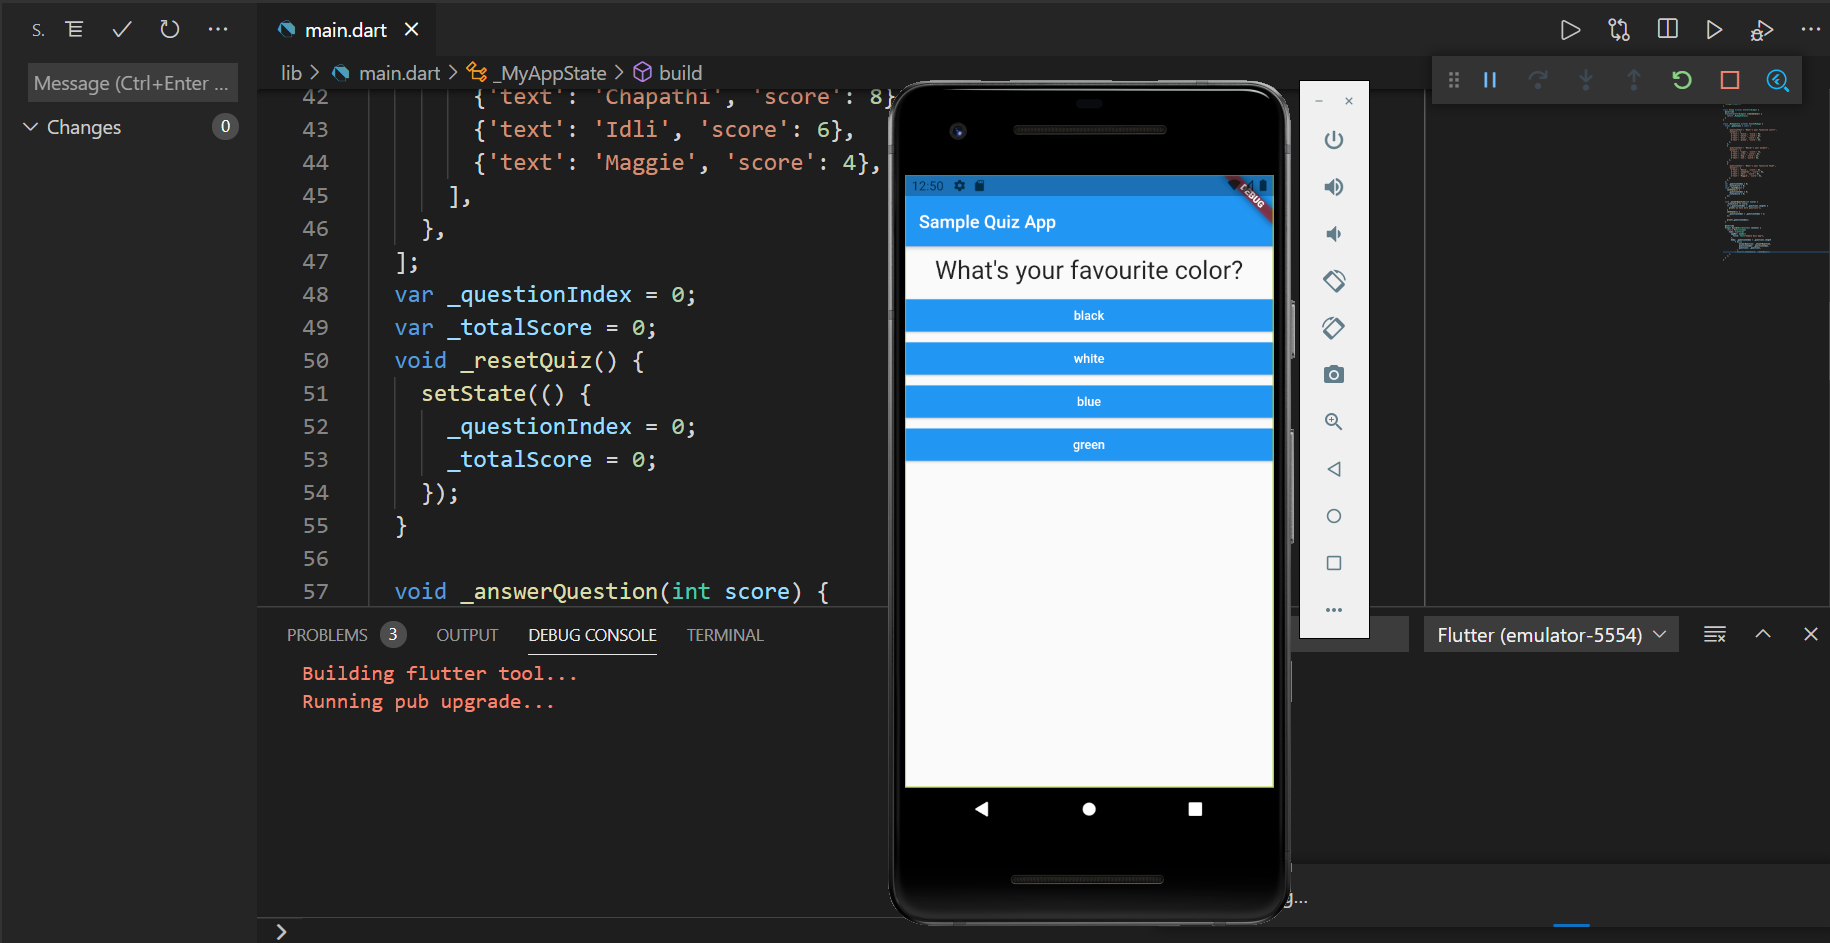 S.
main.dart
Message (Ctrl+Enter ...
Changes 0
lib > main.dart > _MyAppState > build
42 {'text': 'Chapathi', 'score': 8}
43 {'text': 'Idli', 'score': 6},
44 {'text': 'Maggie', 'score': 4},
45 ],
46 },
47 ];
48 var _questionIndex = 0;
49 var _totalScore = 0;
50 void _resetQuiz() {
51 setState(() {
52 _questionIndex = 0;
53 _totalScore = 0;
54 });
55 }
56
57 void _answerQuestion(int score) {
12:50
DEBUG
Sample Quiz App
What's your favourite color?
black
white
blue
green
PROBLEMS 3 OUTPUT DEBUG CONSOLE TERMINAL
Flutter (emulator-5554)
Building flutter tool...
Running pub upgrade...
g...